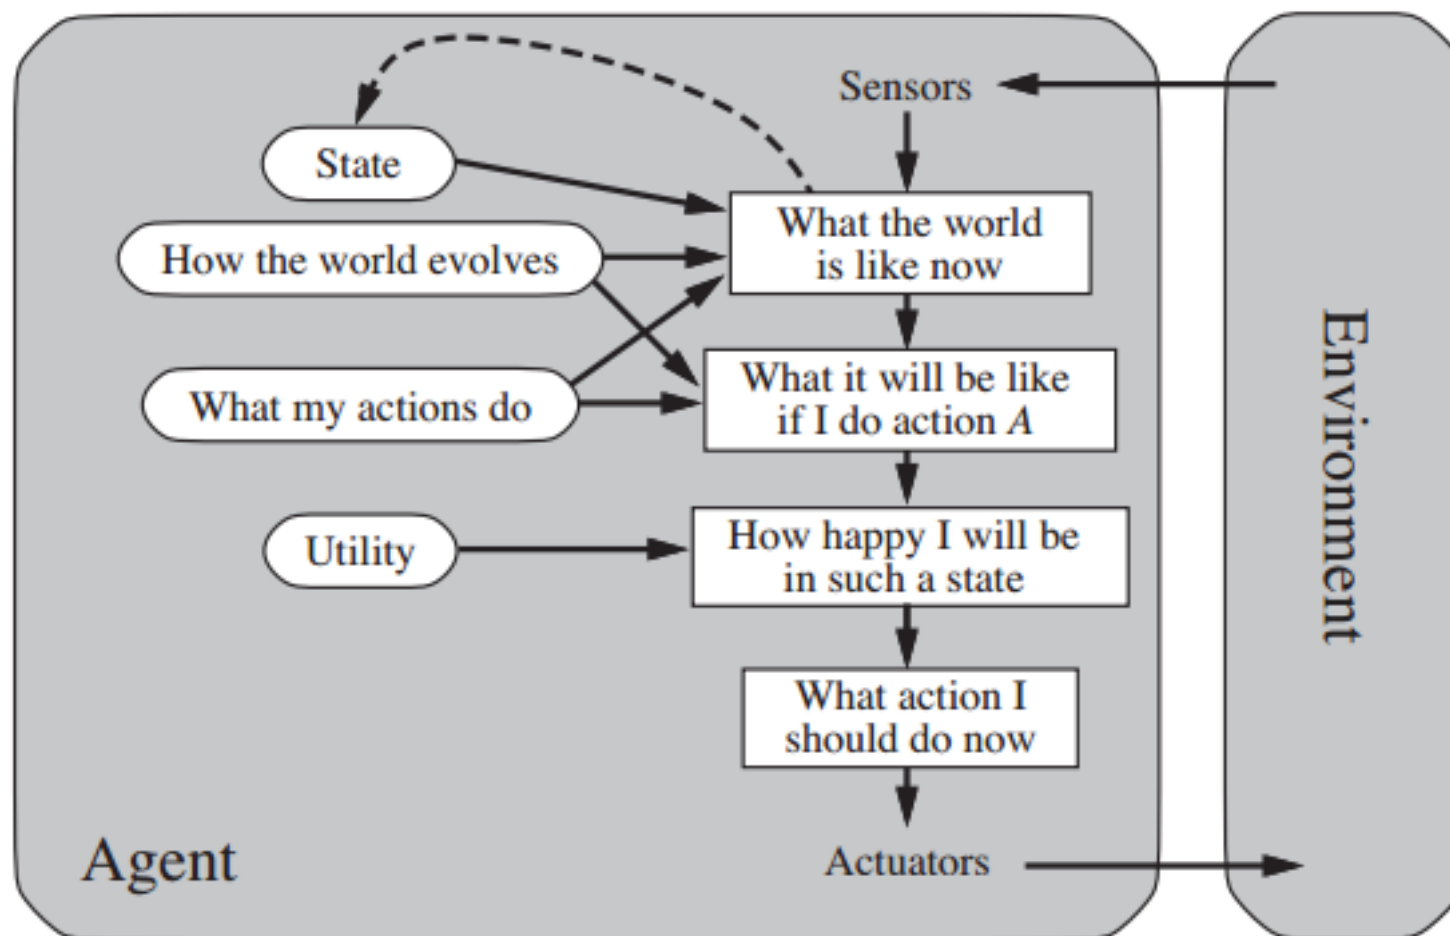 Sensors
State
What the world
is like now
How the world evolves
What it will be like
if I do action A
What my actions do
How happy I will be
in such a state
Utility
What action I
should do now
Actuators
Agent
Environment